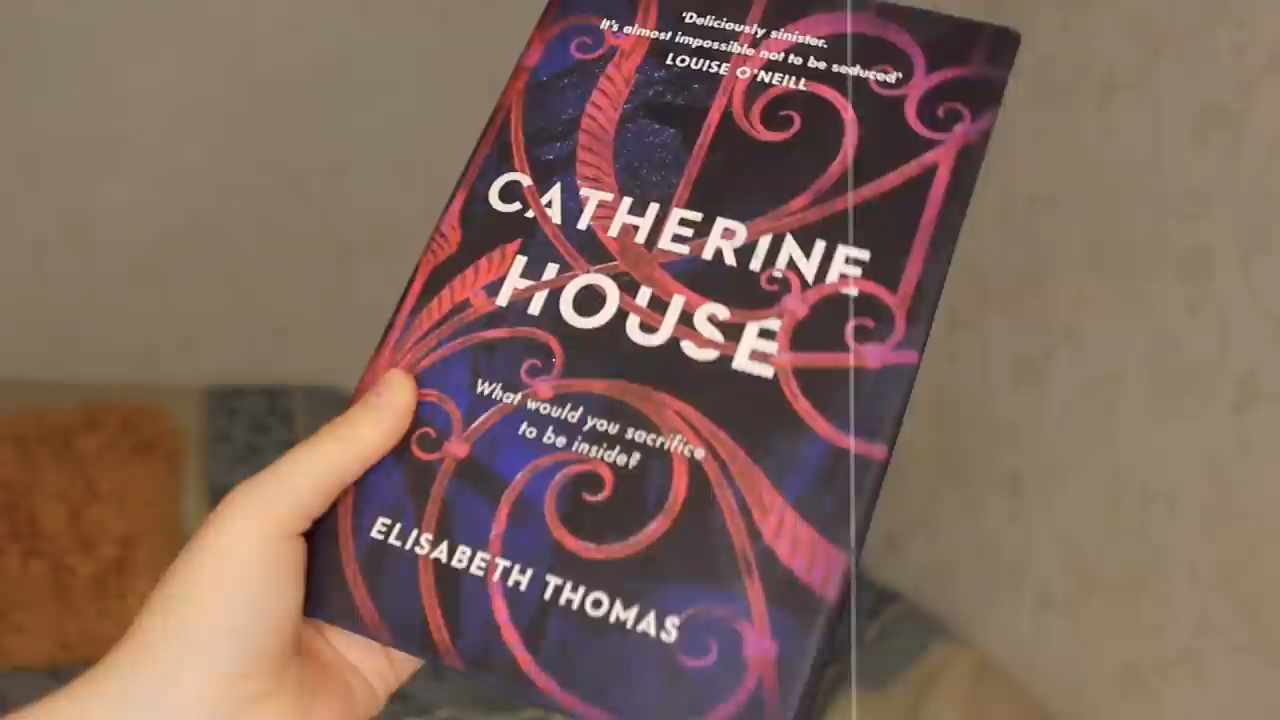 'Deliciously sinister.
It's almost impossible not to be seduced'
LOUISE O'NEILL
CATHERINE
HOUSE
What would you sacrifice
to be inside?
ELISABETH THOMAS